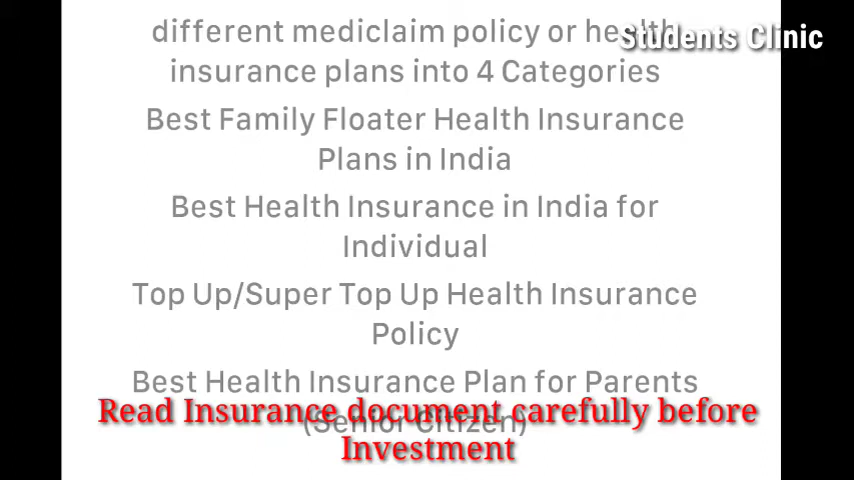 different mediclaim policy or health
Students Clinic
insurance plans into 4 Categories
Best Family Floater Health Insurance
Plans in India
Best Health Insurance in India for
Individual
Top Up/Super Top Up Health Insurance
Policy
Best Health Insurance Plan for Parents
(Senior Citizen)
Read Insurance document carefully before
Investment